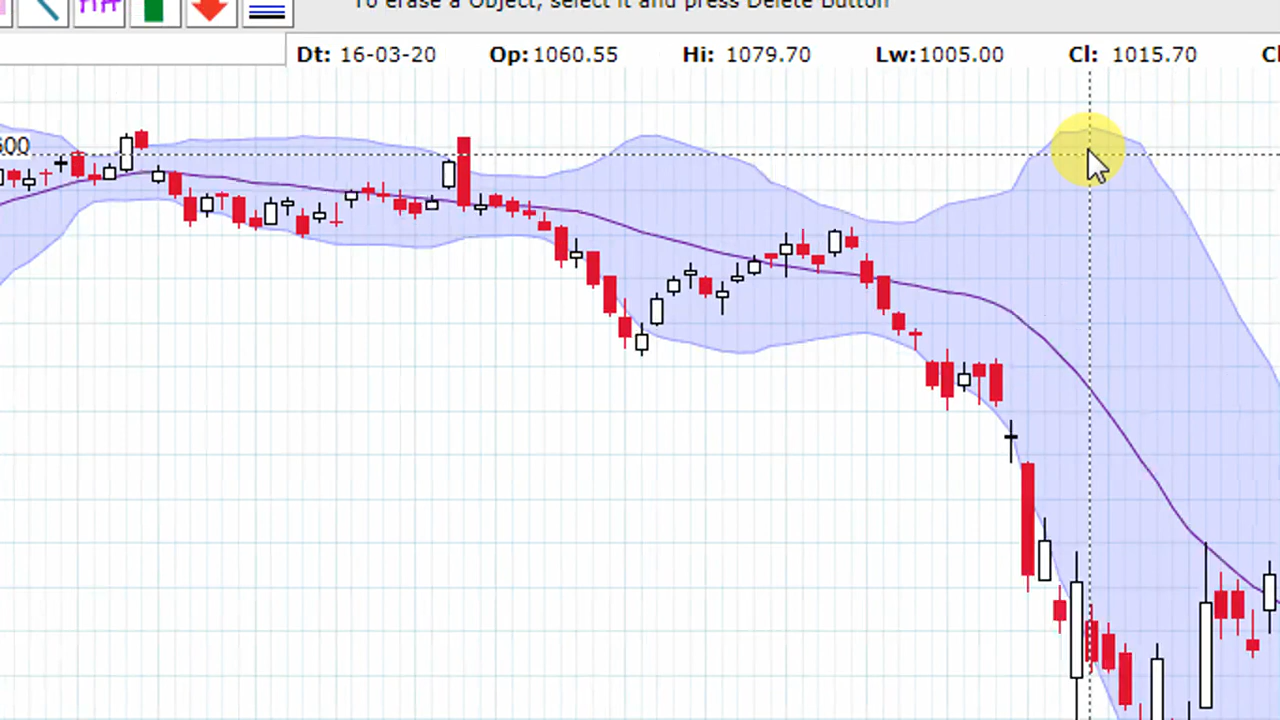 To erase a Object, select it and press Delete Button
Dt: 16-03-20 Op:1060.55 Hi: 1079.70 Lw:1005.00 Cl: 1015.70